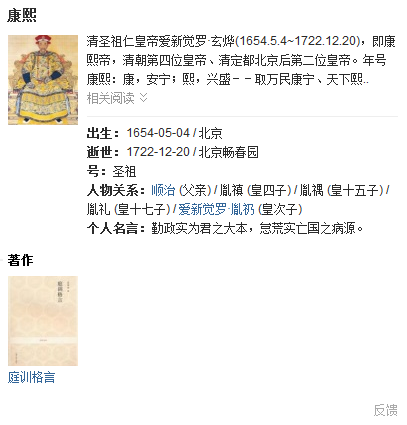 康熙
清圣祖仁皇帝爱新觉罗·玄烨(1654.5.4~1722.12.20)，即康
熙帝，清朝第四位皇帝、清定都北京后第二位皇帝。年号
康熙：康，安宁；熙，兴盛－－取万民康宁、天下熙..
相关阅读
出生：1654-05-04 / 北京
逝世：1722-12-20 / 北京畅春园
号：圣祖
人物关系：顺治 (父亲) / 胤禛 (皇四子) / 胤禑 (皇十五子) /
胤礼 (皇十七子) / 爱新觉罗·胤礽 (皇次子)
个人名言：勤政实为君之大本，怠荒实亡国之病源。
著作
庭训格言
庭训格言
反馈